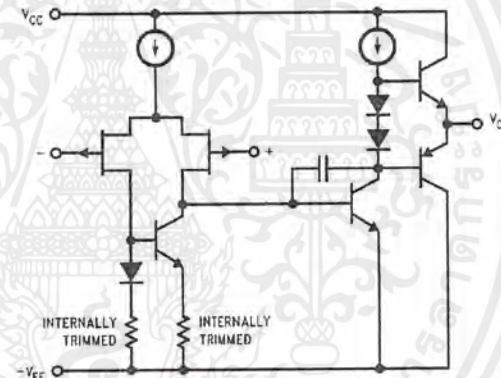 VCC
VO
-
+
INTERNALLY
TRIMMED
INTERNALLY
TRIMMED
-VEE